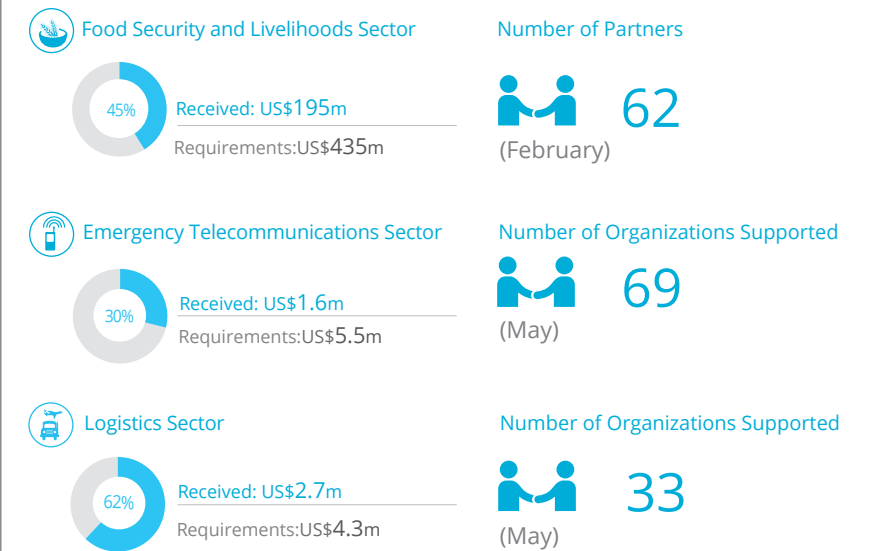 Food Security and Livelihoods Sector
Number of Partners
45%
Received: US$195m
Requirements:US$435m
62
(February)
Emergency Telecommunications Sector
Number of Organizations Supported
30%
Received: US$1.6m
Requirements:US$5.5m
69
(May)
Logistics Sector
Number of Organizations Supported
62%
Received: US$2.7m
Requirements:US$4.3m
33
(May)